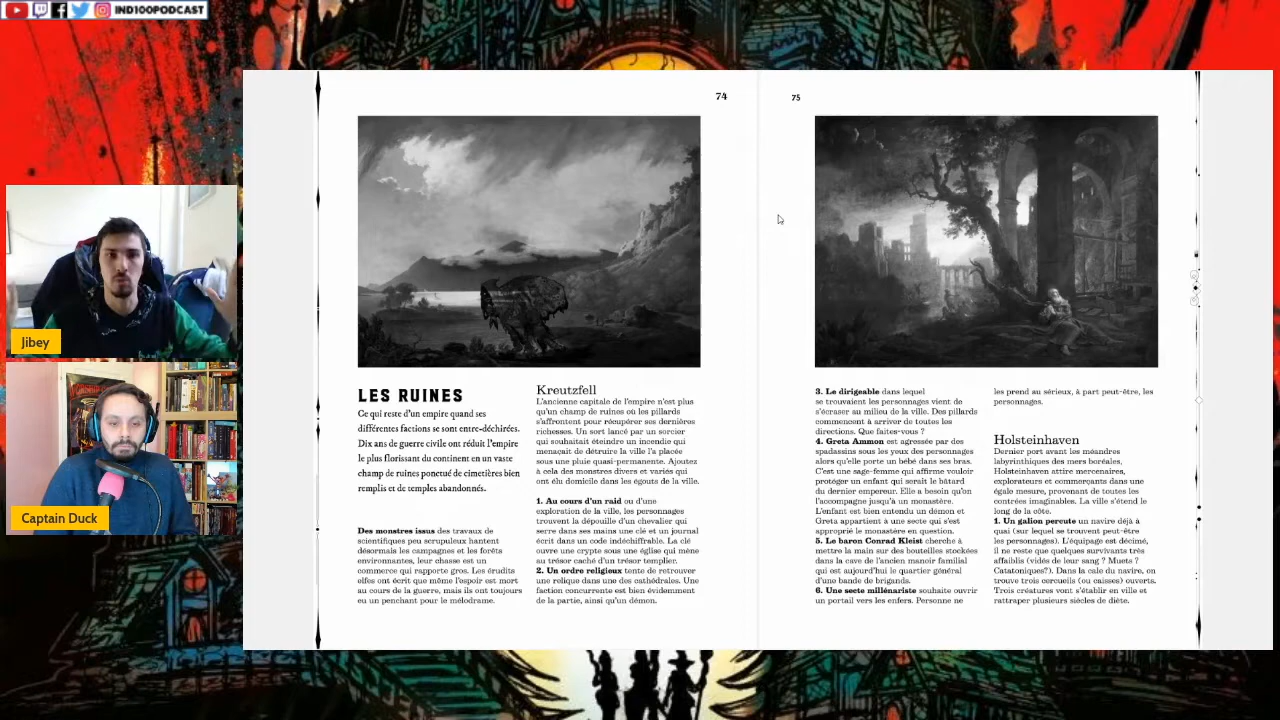 IND100PODCAST
Jibey
Captain Duck
74
LES RUINES
Ce qui reste d'un empire quand ses
différentes factions se sont entre-déchirées.
Dix ans de guerre civile ont réduit l'empire
le plus florissant du continent en un vaste
champ de ruines ponctué de cimetières bien
remplis et de temples abandonnés.
Des monstres issus des travaux de
scientifiques peu scrupuleux hantent
désormais les campagnes et les forêts
environnantes, leur chasse est un
commerce qui rapporte gros. Les érudits
elfes ont écrit que même l'espoir est mort
au cours de la guerre, mais ils ont toujours
eu un penchant pour le mélodrame.
Kreutzfell
L'ancienne capitale de l'empire n'est plus
qu'un champ de ruines où les pillards
s'affrontent pour récupérer ses dernières
richesses. Un sort lancé par un sorcier
qui souhaitait éteindre un incendie qui
menaçait de détruire la ville l'a placée
sous une pluie quasi-permanente. Ajoutez
à cela des monstres divers et variés qui
ont élu domicile dans les égouts de la ville.
1. Au cours d'un raid ou d'une
exploration de la ville, les personnages
trouvent la dépouille d'un chevalier qui
serre dans ses mains une clé et un journal
écrit dans un code indéchiffrable. La clé
ouvre une crypte sous une église qui mène
au trésor caché d'un trésor templier.
2. Un ordre religieux tente de retrouver
une relique dans une des cathédrales. Une
faction concurrente est bien évidemment
de la partie, ainsi qu'un démon.
75
3. Le dirigeable dans lequel
se trouvaient les personnages vient de
s'écraser au milieu de la ville. Des pillards
commencent à arriver de toutes les
directions. Que faites-vous ?
4. Greta Ammon est agressée par des
spadassins sous les yeux des personnages
alors qu'elle porte un bébé dans ses bras.
C'est une sage-femme qui affirme vouloir
protéger un enfant qui serait le bâtard
du dernier empereur. Elle a besoin qu'on
l'accompagne jusqu'à un monastère.
L'enfant est bien entendu un démon et
Greta appartient à une secte qui s'est
approprié le monastère en question.
5. Le baron Conrad Kleist cherche à
mettre la main sur des bouteilles stockées
dans la cave de l'ancien manoir familial
qui est aujourd'hui le quartier général
d'une bande de brigands.
6. Une secte millénariste souhaite ouvrir
un portail vers les enfers. Personne ne
les prend au sérieux, à part peut-être, les
personnages.
Holsteinhaven
Dernier port avant les méandres
labyrinthiques des mers boréales,
Holsteinhaven attire mercenaires,
explorateurs et commerçants dans une
égale mesure, provenant de toutes les
contrées imaginables. La ville s'étend le
long de la côte.
1. Un galion percute un navire déjà à
quai (sur lequel se trouvent peut-être
les personnages). L'équipage est décimé,
il ne reste que quelques survivants très
affaiblis (vidés de leur sang ? Muets ?
Catatoniques?). Dans la cale du navire, on
trouve trois cercueils (ou caisses) ouverts.
Trois créatures vont s'établir en ville et
rattraper plusieurs siècles de diète.